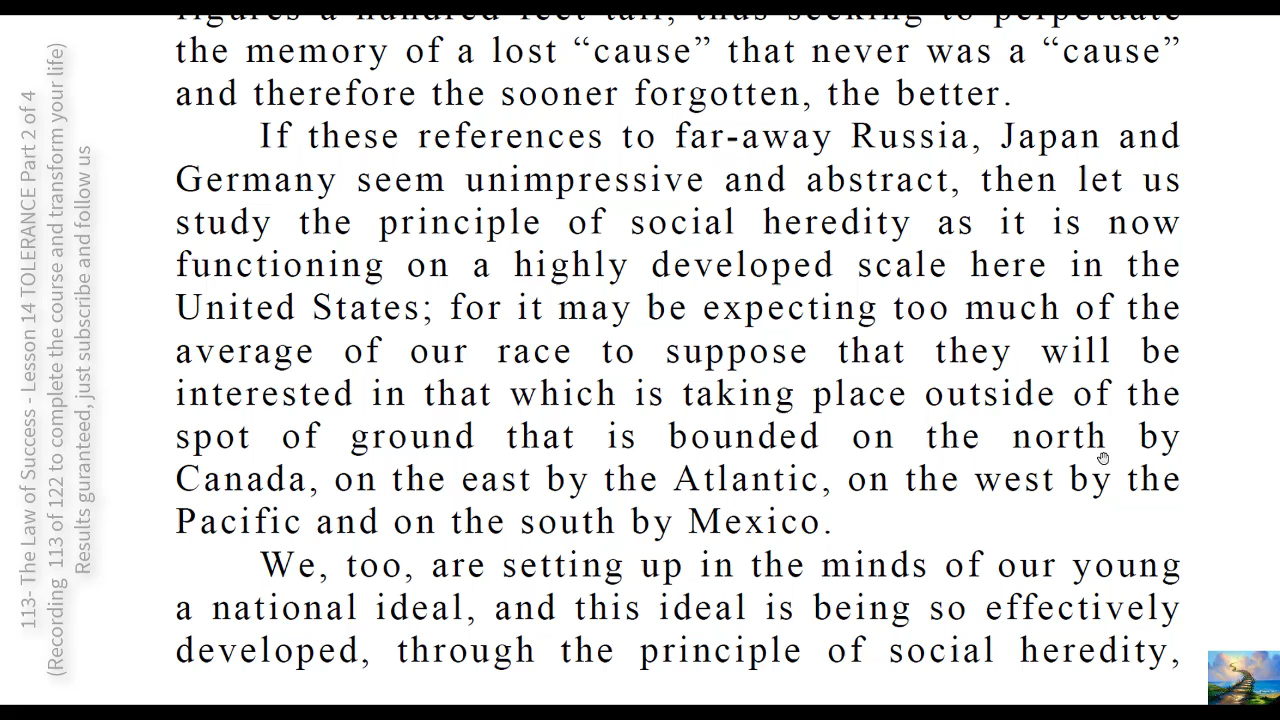 figures a hundred feet tall, thus seeking to perpetuate
the memory of a lost “cause” that never was a “cause”
and therefore the sooner forgotten, the better.
If these references to far-away Russia, Japan and
Germany seem unimpressive and abstract, then let us
study the principle of social heredity as it is now
functioning on a highly developed scale here in the
United States; for it may be expecting too much of the
average of our race to suppose that they will be
interested in that which is taking place outside of the
spot of ground that is bounded on the north by
Canada, on the east by the Atlantic, on the west by the
Pacific and on the south by Mexico.
We, too, are setting up in the minds of our young
a national ideal, and this ideal is being so effectively
developed, through the principle of social heredity,
113- The Law of Success - Lesson 14 TOLERANCE Part 2 of 4
(Recording 113 of 122 to complete the course and transform your life)
Results guranteed, just subscribe and follow us